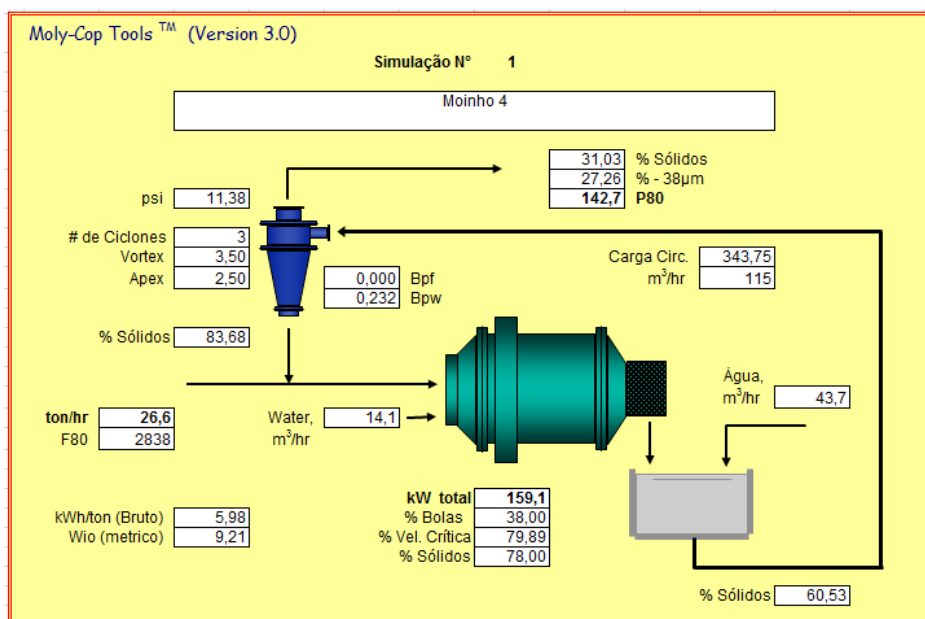 Moly-Cop Tools TM (Version 3.0)
Simulação N° 1
Moinho 4
31,03 % Sólidos
27,26 % - 38µm
142,7 P80
psi 11,38
# de Ciclones 3
Vortex 3,50
Apex 2,50
0,000 Bpf
0,232 Bpw
Carga Circ. 343,75
m3/hr 115
% Sólidos 83,68
ton/hr 26,6
F80 2838
Water, 14,1
m3/hr
Água,
m3/hr 43,7
kWh/ton (Bruto) 5,98
Wio (metrico) 9,21
kW total 159,1
% Bolas 38,00
% Vel. Crítica 79,89
% Sólidos 78,00
% Sólidos 60,53